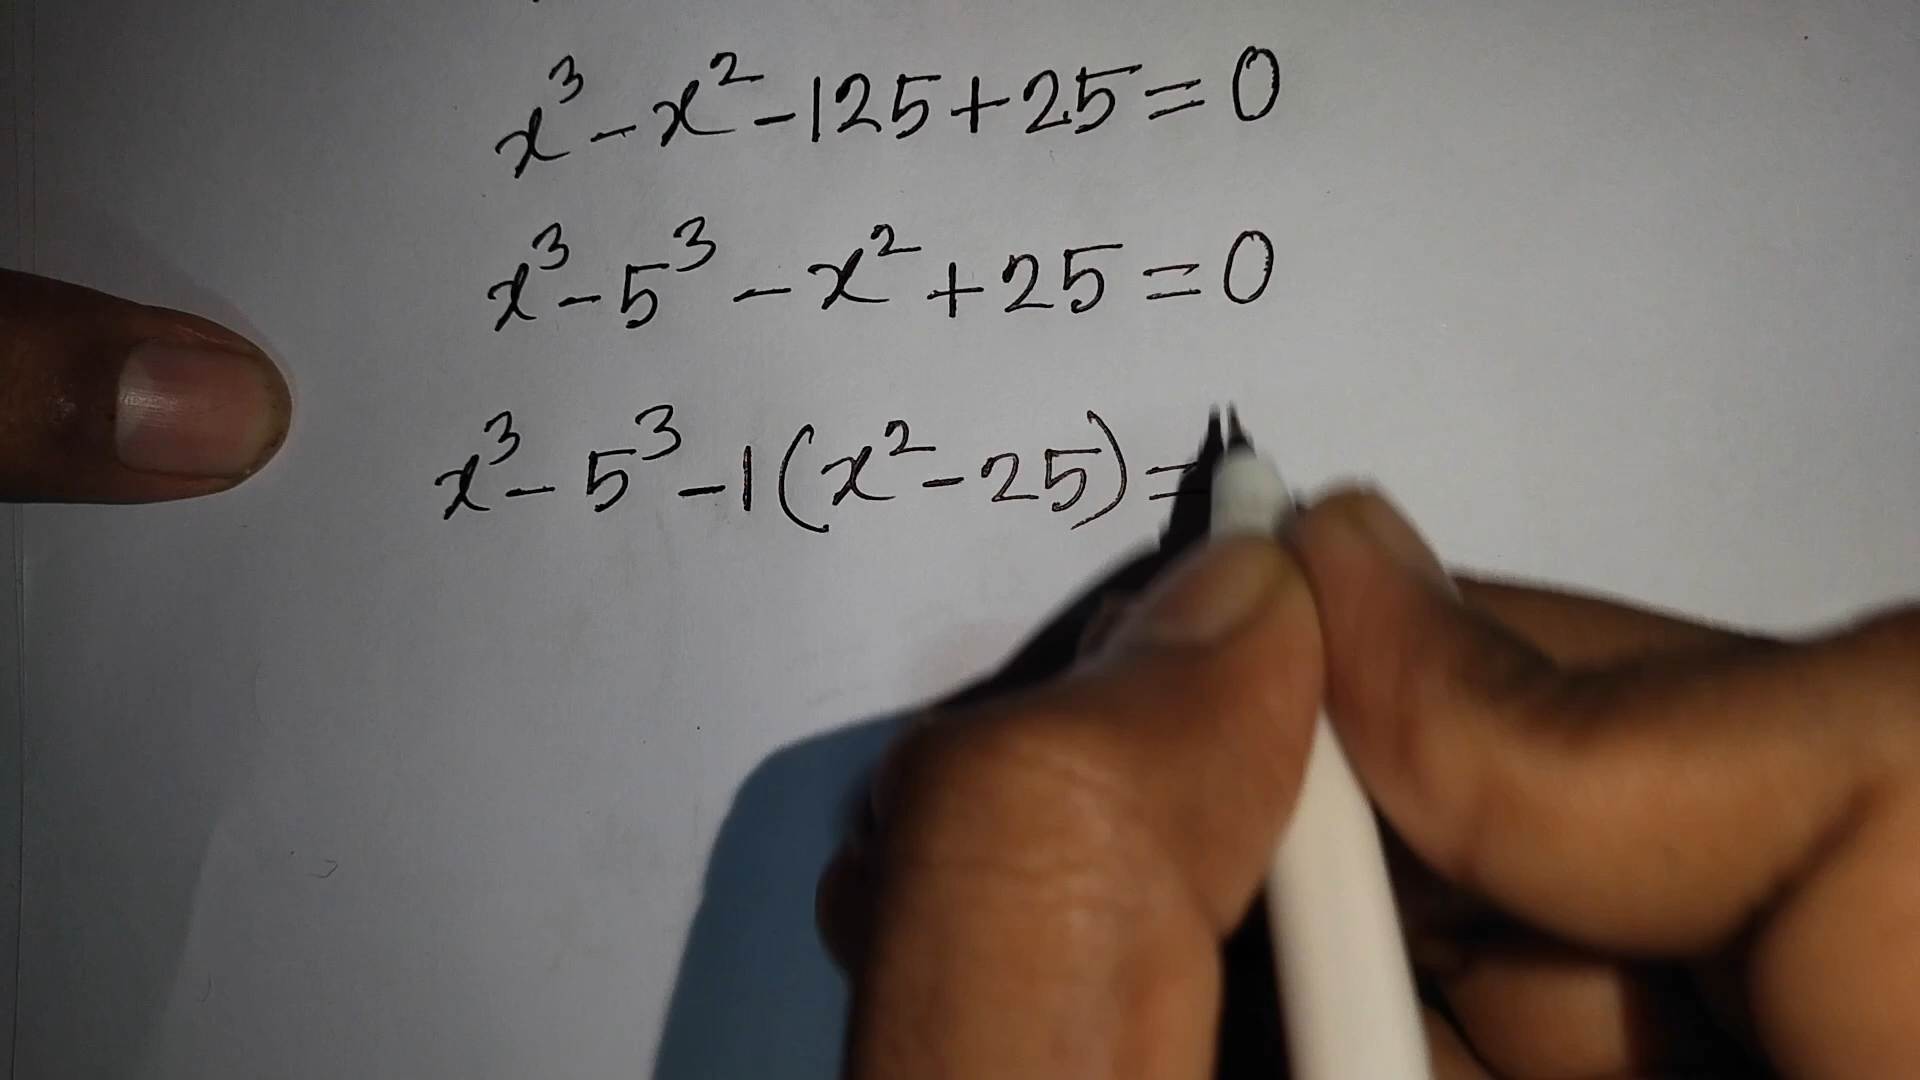 x³ - x² - 125 + 25 = 0
x³ - 5³ - x² + 25 = 0
x³ - 5³ - 1(x² - 25) =